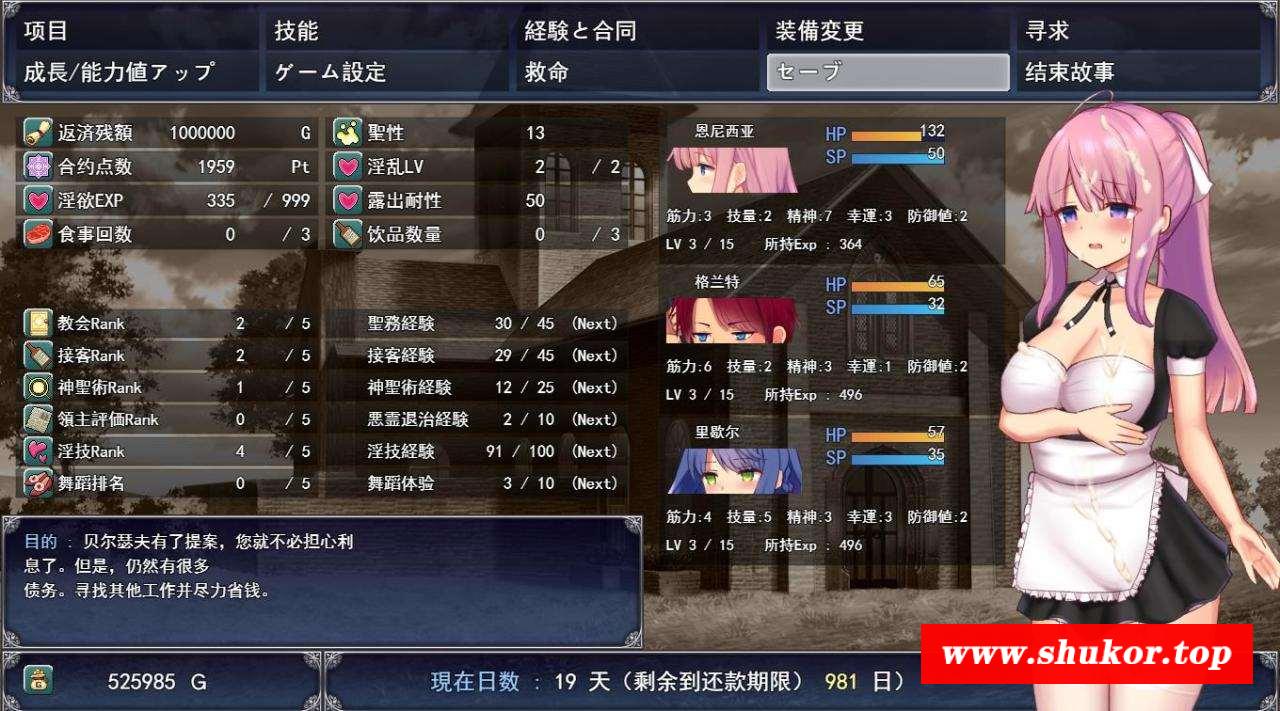 项目 技能 経験と合同 装備変更 寻求
成長/能力値アップ ゲーム設定 救命 セーブ 结束故事
返済残額 1000000 G 聖性 13
合约点数 1959 Pt 淫乱LV 2 / 2
淫欲EXP 335 / 999 露出耐性 50
食事回数 0 / 3 饮品数量 0 / 3
教会Rank 2 / 5 聖務経験 30 / 45 (Next)
接客Rank 2 / 5 接客経験 29 / 45 (Next)
神聖術Rank 1 / 5 神聖術経験 12 / 25 (Next)
領主評価Rank 0 / 5 悪霊退治経験 2 / 10 (Next)
淫技Rank 4 / 5 淫技経験 91 / 100 (Next)
舞蹈排名 0 / 5 舞蹈体验 3 / 10 (Next)
恩尼西亚 HP 132
SP 50
筋力:3 技量:2 精神:7 幸運:3 防御値:2
LV 3 / 15 所持Exp : 364
格兰特 HP 65
SP 32
筋力:6 技量:2 精神:3 幸運:1 防御値:2
LV 3 / 15 所持Exp : 496
里歇尔 HP 57
SP 35
筋力:4 技量:5 精神:3 幸運:3 防御値:2
LV 3 / 15 所持Exp : 496
目的 : 贝尔瑟夫有了提案，您就不必担心利
息了。但是，仍然有很多
债务。寻找其他工作并尽力省钱。
525985 G
現在日数 : 19 天（剩余到还款期限） 981 日）
www.shukor.top